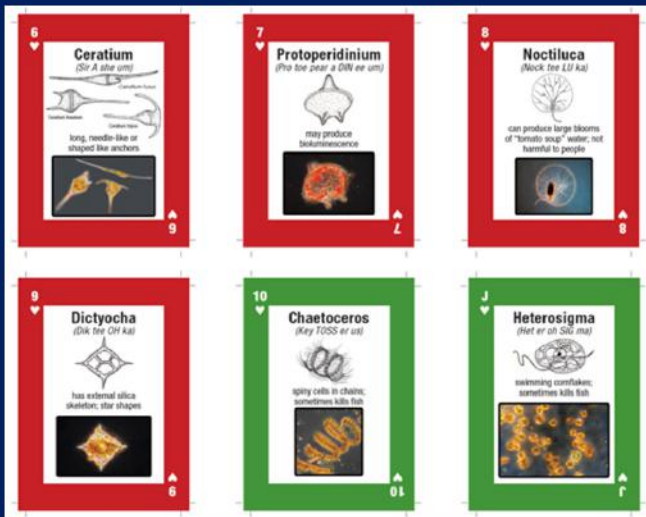 6
Ceratium
(Sir A she um)
long, needle-like or
shaped like anchors
6
7
Protoperidinium
(Pro toe pear a DIN ee um)
may produce
bioluminescence
7
8
Noctiluca
(Nock tee LU ka)
can produce large blooms
of "tomato soup" water; not
harmful to people
8
9
Dictyocha
(Dik tee OH ka)
has external silica
skeleton; star shapes
9
10
Chaetoceros
(Key TOSS er us)
spiny cells in chains;
sometimes kills fish
10
J
Heterosigma
(Het er oh SIG ma)
swimming cornflakes;
sometimes kills fish
J